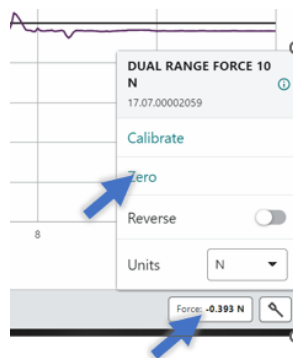 DUAL RANGE FORCE 10
N
17.07.00002059
Calibrate
Zero
Reverse
8
Units N
Force: -0.393 N